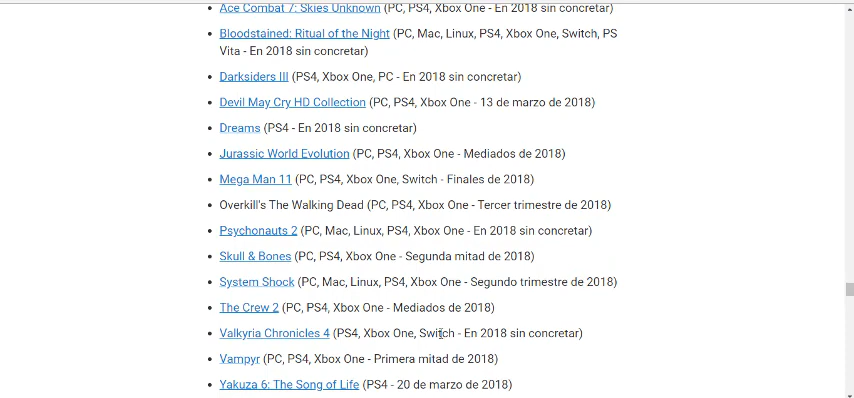 Ace Combat 7: Skies Unknown (PC, PS4, Xbox One - En 2018 sin concretar)
Bloodstained: Ritual of the Night (PC, Mac, Linux, PS4, Xbox One, Switch, PS
Vita - En 2018 sin concretar)
Darksiders III (PS4, Xbox One, PC - En 2018 sin concretar)
Devil May Cry HD Collection (PC, PS4, Xbox One - 13 de marzo de 2018)
Dreams (PS4 - En 2018 sin concretar)
Jurassic World Evolution (PC, PS4, Xbox One - Mediados de 2018)
Mega Man 11 (PC, PS4, Xbox One, Switch - Finales de 2018)
Overkill's The Walking Dead (PC, PS4, Xbox One - Tercer trimestre de 2018)
Psychonauts 2 (PC, Mac, Linux, PS4, Xbox One - En 2018 sin concretar)
Skull & Bones (PC, PS4, Xbox One - Segunda mitad de 2018)
System Shock (PC, Mac, Linux, PS4, Xbox One - Segundo trimestre de 2018)
The Crew 2 (PC, PS4, Xbox One - Mediados de 2018)
Valkyria Chronicles 4 (PS4, Xbox One, Switch - En 2018 sin concretar)
Vampyr (PC, PS4, Xbox One - Primera mitad de 2018)
Yakuza 6: The Song of Life (PS4 - 20 de marzo de 2018)